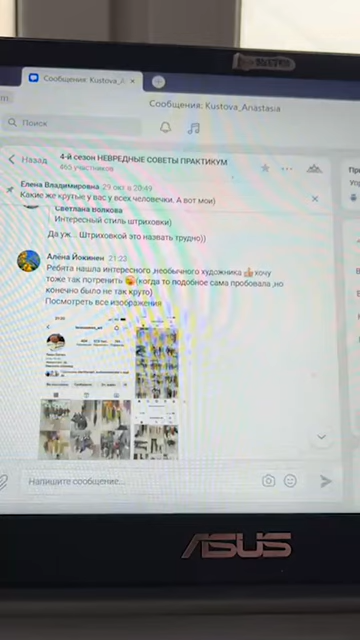 Сообщения: Kustova_A
Сообщения: Kustova_Anastasia
Поиск
Назад
4-й сезон НЕВРЕДНЫЕ СОВЕТЫ ПРАКТИКУМ
465 участников
Елена Владимировна 29 окт в 20:49
Какие же крутые у вас у всех человечки. А вот мои)
Светлана Волкова
Интересный стиль штриховки)
Да уж.. Штриховкой это назвать трудно))
Алёна Йокинен 21:23
Ребята нашла интересного ,необычного художника хочу
тоже так потренить (когда то подобное сама пробовала ,но
конечно было не так круто)
Посмотреть все изображения
Напишите сообщение...
ASUS